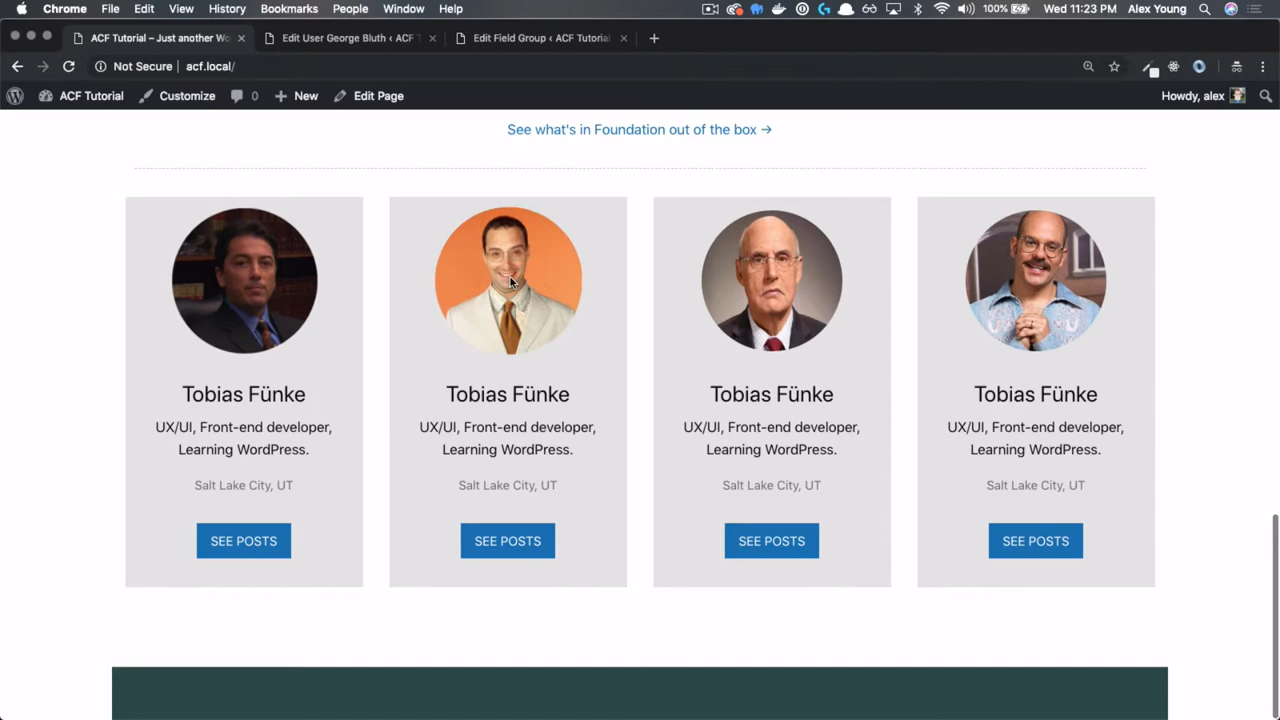 Chrome File Edit View History Bookmarks People Window Help 100% Wed 11:23 PM Alex Young
ACF Tutorial – Just another Wo Edit User George Bluth ‹ ACF T Edit Field Group ‹ ACF Tutorial
Not Secure acf.local/
ACF Tutorial Customize 0 New Edit Page Howdy, alex
See what's in Foundation out of the box →
Tobias Fünke Tobias Fünke Tobias Fünke Tobias Fünke
UX/UI, Front-end developer, UX/UI, Front-end developer, UX/UI, Front-end developer, UX/UI, Front-end developer,
Learning WordPress. Learning WordPress. Learning WordPress. Learning WordPress.
Salt Lake City, UT Salt Lake City, UT Salt Lake City, UT Salt Lake City, UT
SEE POSTS SEE POSTS SEE POSTS SEE POSTS